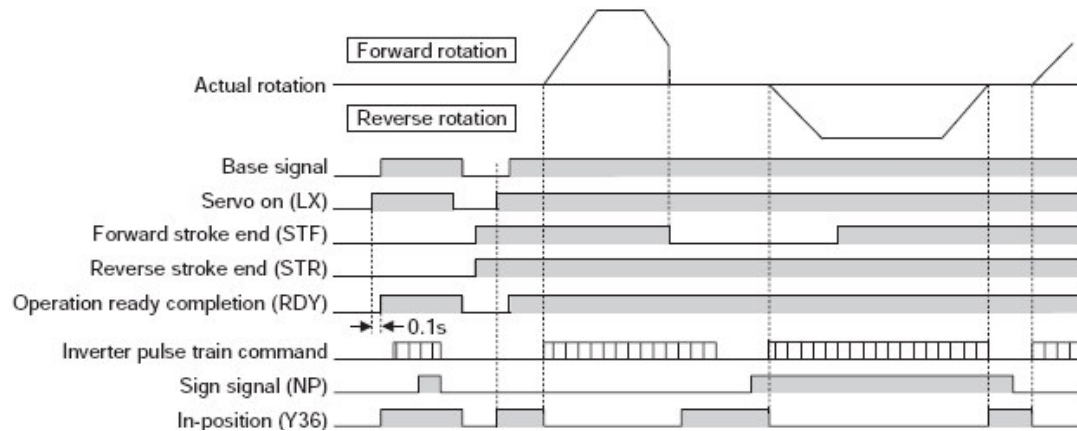 Forward rotation
Actual rotation
Reverse rotation
Base signal
Servo on (LX)
Forward stroke end (STF)
Reverse stroke end (STR)
Operation ready completion (RDY)
0.1s
Inverter pulse train command
Sign signal (NP)
In-position (Y36)